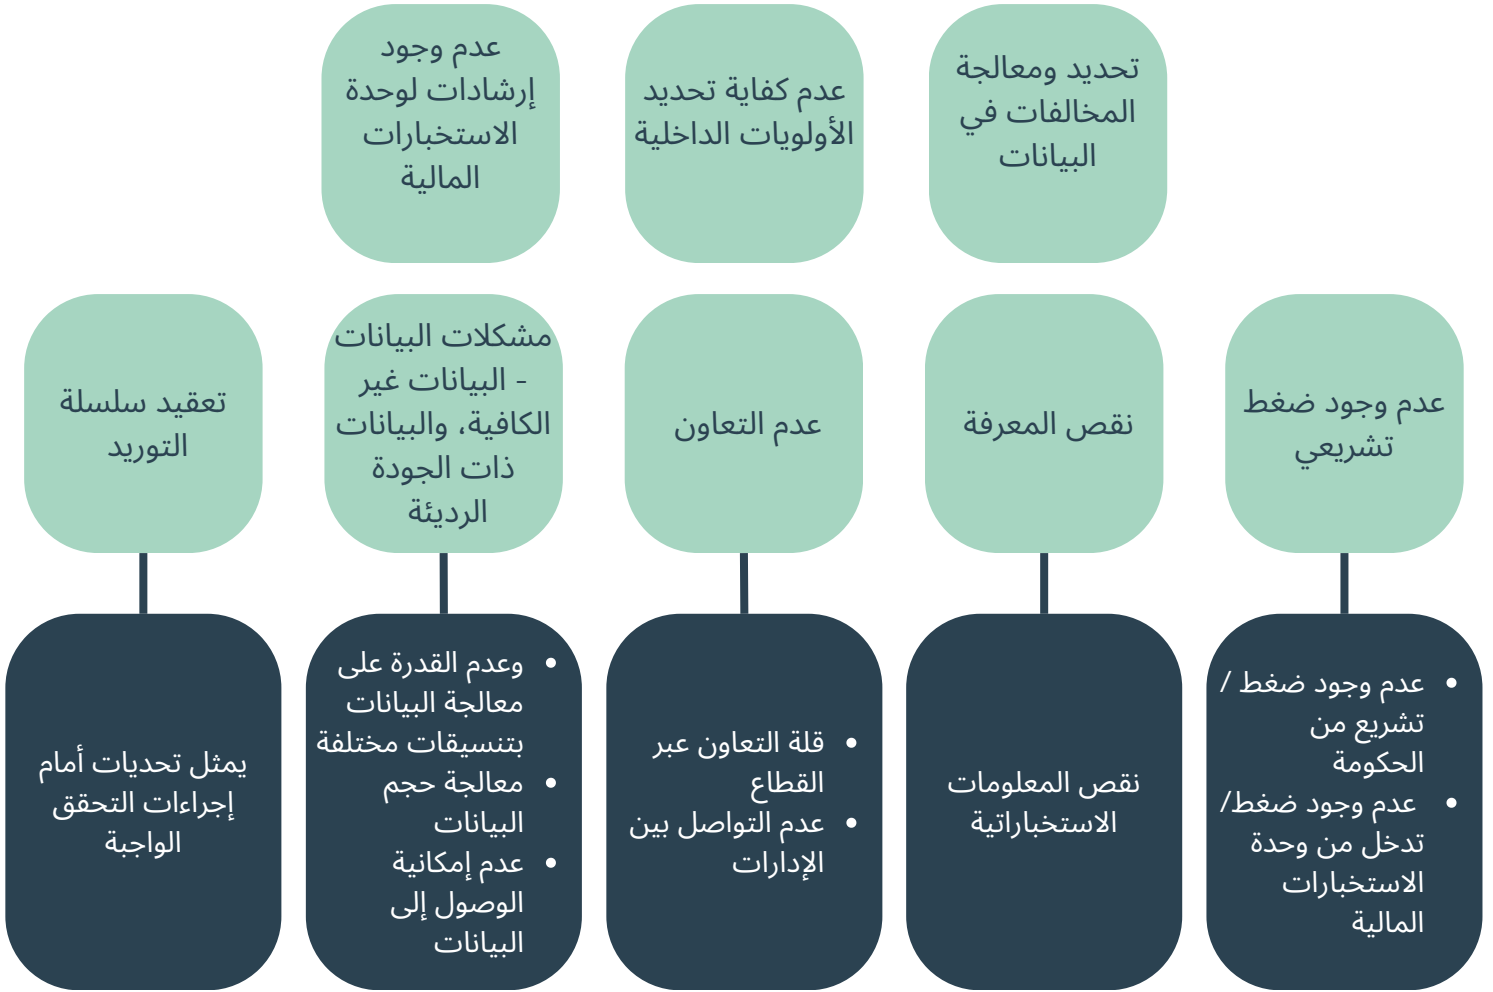 تحديد ومعالجة
المخالفات في
البيانات
عدم كفاية تحديد
الأولويات الداخلية
عدم وجود
إرشادات لوحدة
الاستخبارات
المالية
عدم وجود ضغط
تشريعي
نقص المعرفة
عدم التعاون
مشكلات البيانات
- البيانات غير
الكافية، والبيانات
ذات الجودة
الرديئة
تعقيد سلسلة
التوريد
• عدم وجود ضغط /
تشريع من
الحكومة
• عدم وجود ضغط/
تدخل من وحدة
الاستخبارات
المالية
نقص المعلومات
الاستخباراتية
• قلة التعاون عبر
القطاع
• عدم التواصل بين
الإدارات
• وعدم القدرة على
معالجة البيانات
بتنسيقات مختلفة
• معالجة حجم
البيانات
• عدم إمكانية
الوصول إلى
البيانات
يمثل تحديات أمام
إجراءات التحقق
الواجبة